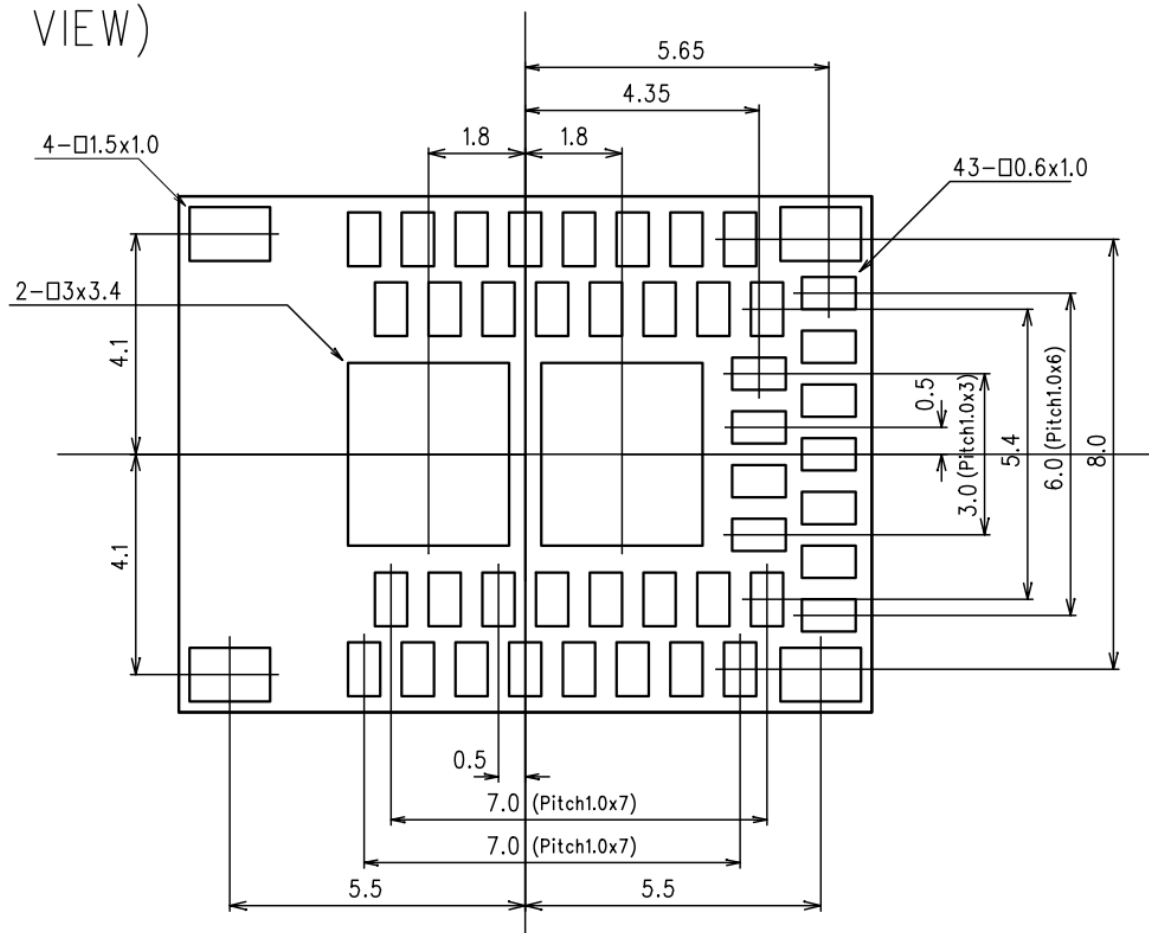 VIEW)
5.65
4.35
1.8
1.8
4-□1.5x1.0
43-□0.6x1.0
2-□3x3.4
4.1
4.1
0.5
3.0 (Pitch1.0x3)
5.4
6.0 (Pitch1.0x6)
8.0
0.5
7.0 (Pitch1.0x7)
7.0 (Pitch1.0x7)
5.5
5.5